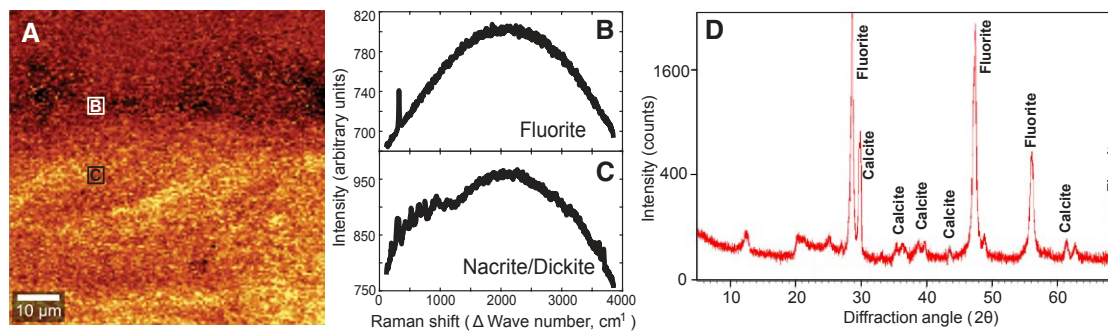 A
B
C
10 µm
B
820
780
740
700
Fluorite
C
950
900
850
800
750
Nacrite/Dickite
0 1000 2000 3000 4000
Intensity (arbitrary units)
Raman shift (Δ Wave number, cm¹)
D
1600
400
0
Intensity (counts)
Fluorite
Calcite
Calcite
Calcite
Calcite
Fluorite
Fluorite
Calcite
10 20 30 40 50 60
Diffraction angle (2θ)